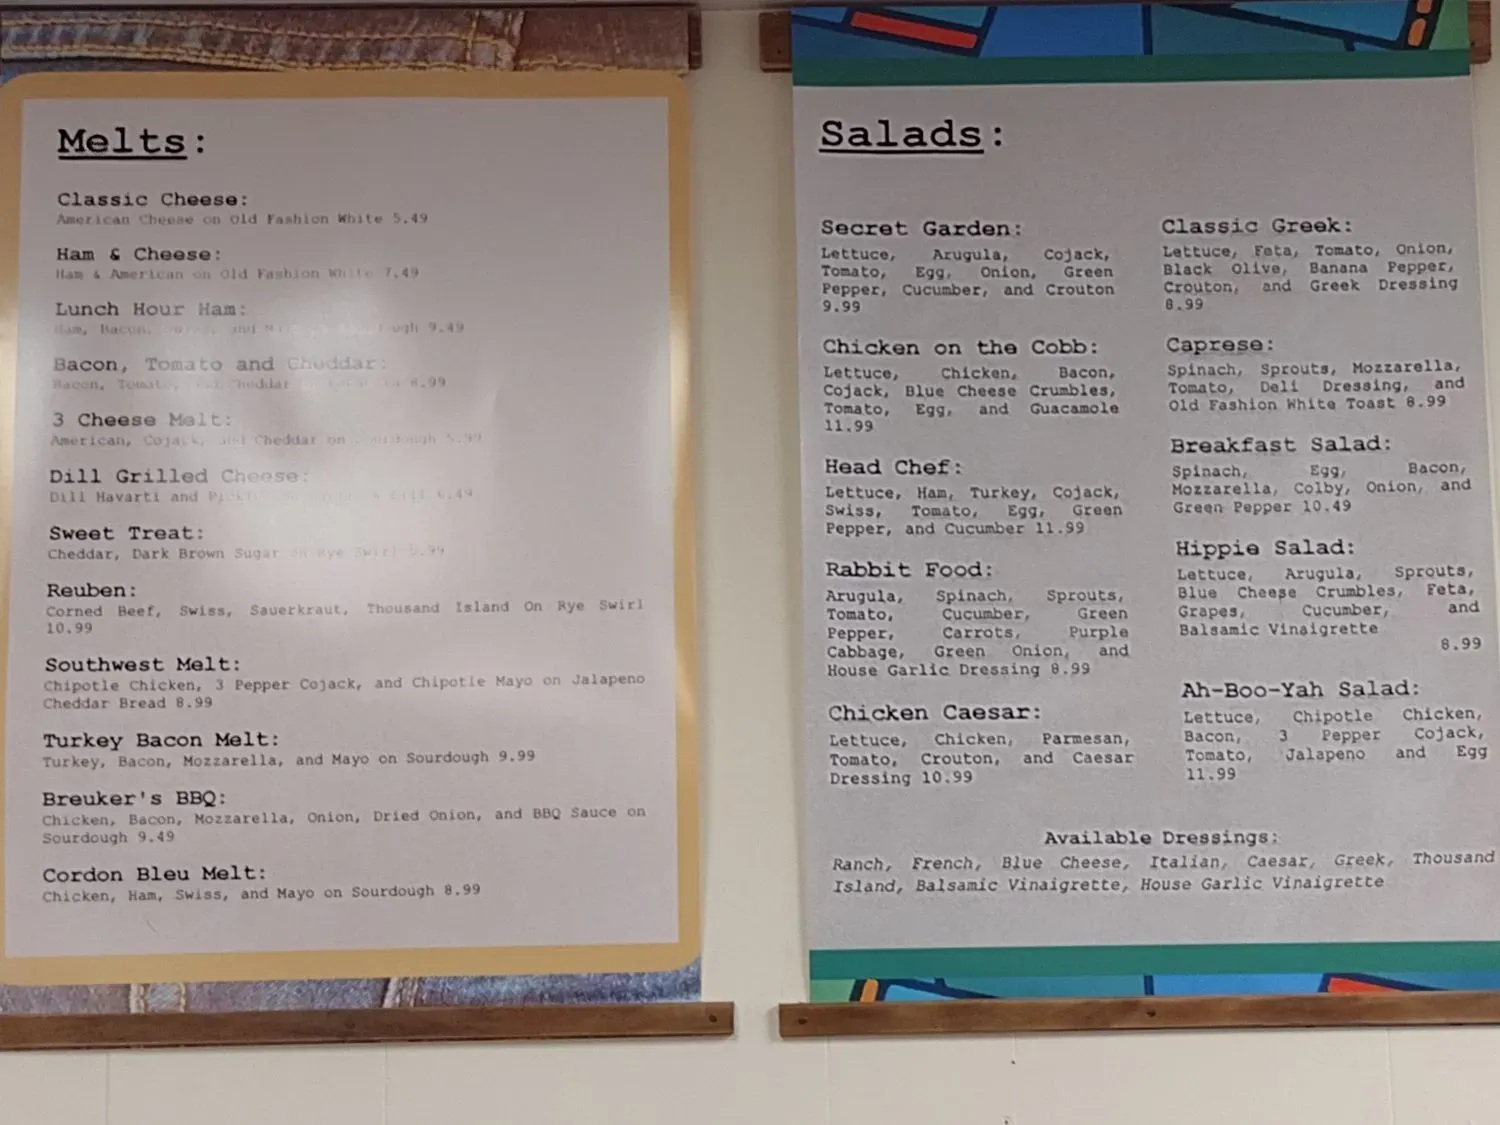 Melts:
Classic Cheese:
American Cheese on Old Fashion White 5.49
Ham & Cheese:
Ham & American on Old Fashion White 7.49
Lunch Hour Ham:
Ham, Bacon, and 9.49
Bacon, Tomato and Cheddar:
Bacon, Tomato, and Cheddar 8.99
3 Cheese Melt:
American, Cojack, and Cheddar on Sourdough 5.99
Dill Grilled Cheese:
Dill Havarti and 6.49
Sweet Treat:
Cheddar, Dark Brown Sugar on Rye Swirl 5.99
Reuben:
Corned Beef, Swiss, Sauerkraut, Thousand Island On Rye Swirl
10.99
Southwest Melt:
Chipotle Chicken, 3 Pepper Cojack, and Chipotle Mayo on Jalapeno
Cheddar Bread 8.99
Turkey Bacon Melt:
Turkey, Bacon, Mozzarella, and Mayo on Sourdough 9.99
Breuker's BBQ:
Chicken, Bacon, Mozzarella, Onion, Dried Onion, and BBQ Sauce on
Sourdough 9.49
Cordon Bleu Melt:
Chicken, Ham, Swiss, and Mayo on Sourdough 8.99
Salads:
Secret Garden:
Lettuce, Arugula, Cojack,
Tomato, Egg, Onion, Green
Pepper, Cucumber, and Crouton
9.99
Chicken on the Cobb:
Lettuce, Chicken, Bacon,
Cojack, Blue Cheese Crumbles,
Tomato, Egg, and Guacamole
11.99
Head Chef:
Lettuce, Ham, Turkey, Cojack,
Swiss, Tomato, Egg, Green
Pepper, and Cucumber 11.99
Rabbit Food:
Arugula, Spinach, Sprouts,
Tomato, Cucumber, Green
Pepper, Carrots, Purple
Cabbage, Green Onion, and
House Garlic Dressing 8.99
Chicken Caesar:
Lettuce, Chicken, Parmesan,
Tomato, Crouton, and Caesar
Dressing 10.99
Classic Greek:
Lettuce, Feta, Tomato, Onion,
Black Olive, Banana Pepper,
Crouton, and Greek Dressing
8.99
Caprese:
Spinach, Sprouts, Mozzarella,
Tomato, Deli Dressing, and
Old Fashion White Toast 8.99
Breakfast Salad:
Spinach, Egg, Bacon,
Mozzarella, Colby, Onion, and
Green Pepper 10.49
Hippie Salad:
Lettuce, Arugula, Sprouts,
Blue Cheese Crumbles, Feta,
Grapes, Cucumber, and
Balsamic Vinaigrette
8.99
Ah-Boo-Yah Salad:
Lettuce, Chipotle Chicken,
Bacon, 3 Pepper Cojack,
Tomato, Jalapeno and Egg
11.99
Available Dressings:
Ranch, French, Blue Cheese, Italian, Caesar, Greek, Thousand
Island, Balsamic Vinaigrette, House Garlic Vinaigrette